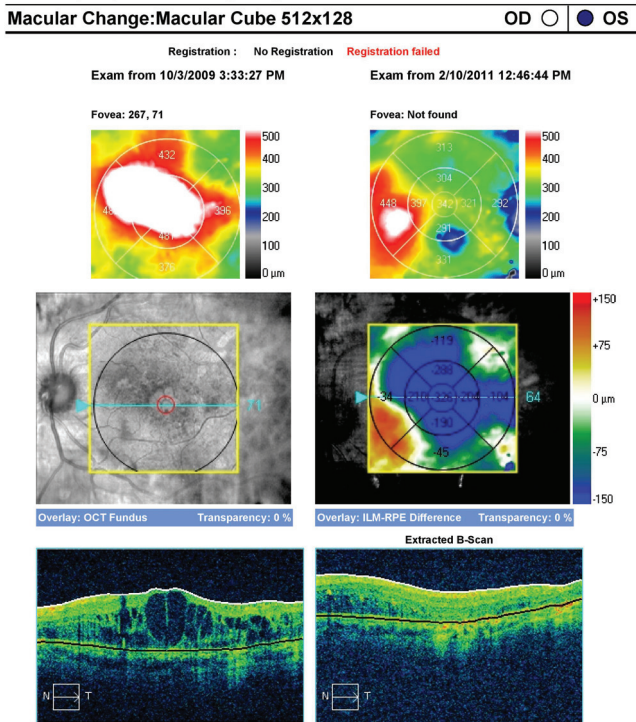 Macular Change:Macular Cube 512x128 OD OS
Registration : No Registration Registration failed
Exam from 10/3/2009 3:33:27 PM Exam from 2/10/2011 12:46:44 PM
Fovea: 267, 71 Fovea: Not found
500
400
300
200
100
0 µm
432
396
481
376
500
400
300
200
100
0 µm
313
304
448 397 342 321 292
291
331
71
-119
-34 -104 64
-190
-45
+150
+75
0 µm
-75
-150
Overlay: OCT Fundus Transparency: 0 %
Overlay: ILM-RPE Difference Transparency: 0 %
Extracted B-Scan
N T
N T